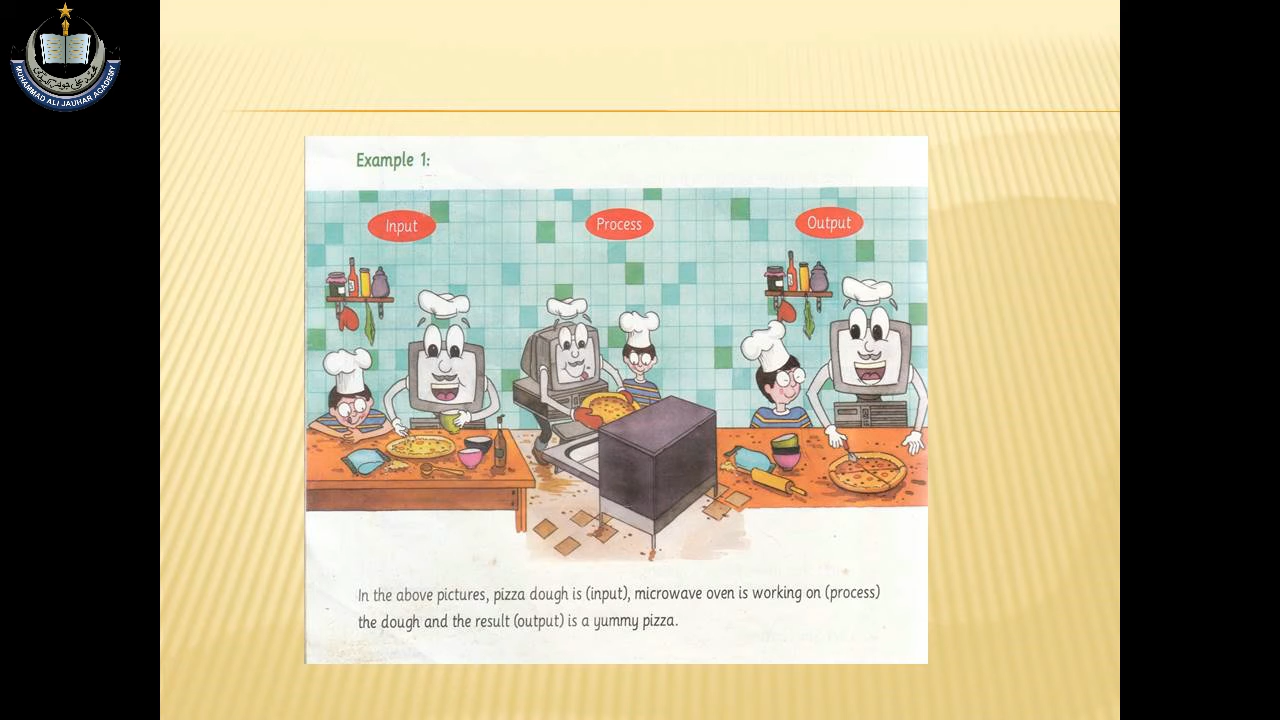 MUHAMMAD ALI JAUHAR ACADEMY
Example 1:
Input
Process
Output
In the above pictures, pizza dough is (input), microwave oven is working on (process)
the dough and the result (output) is a yummy pizza.